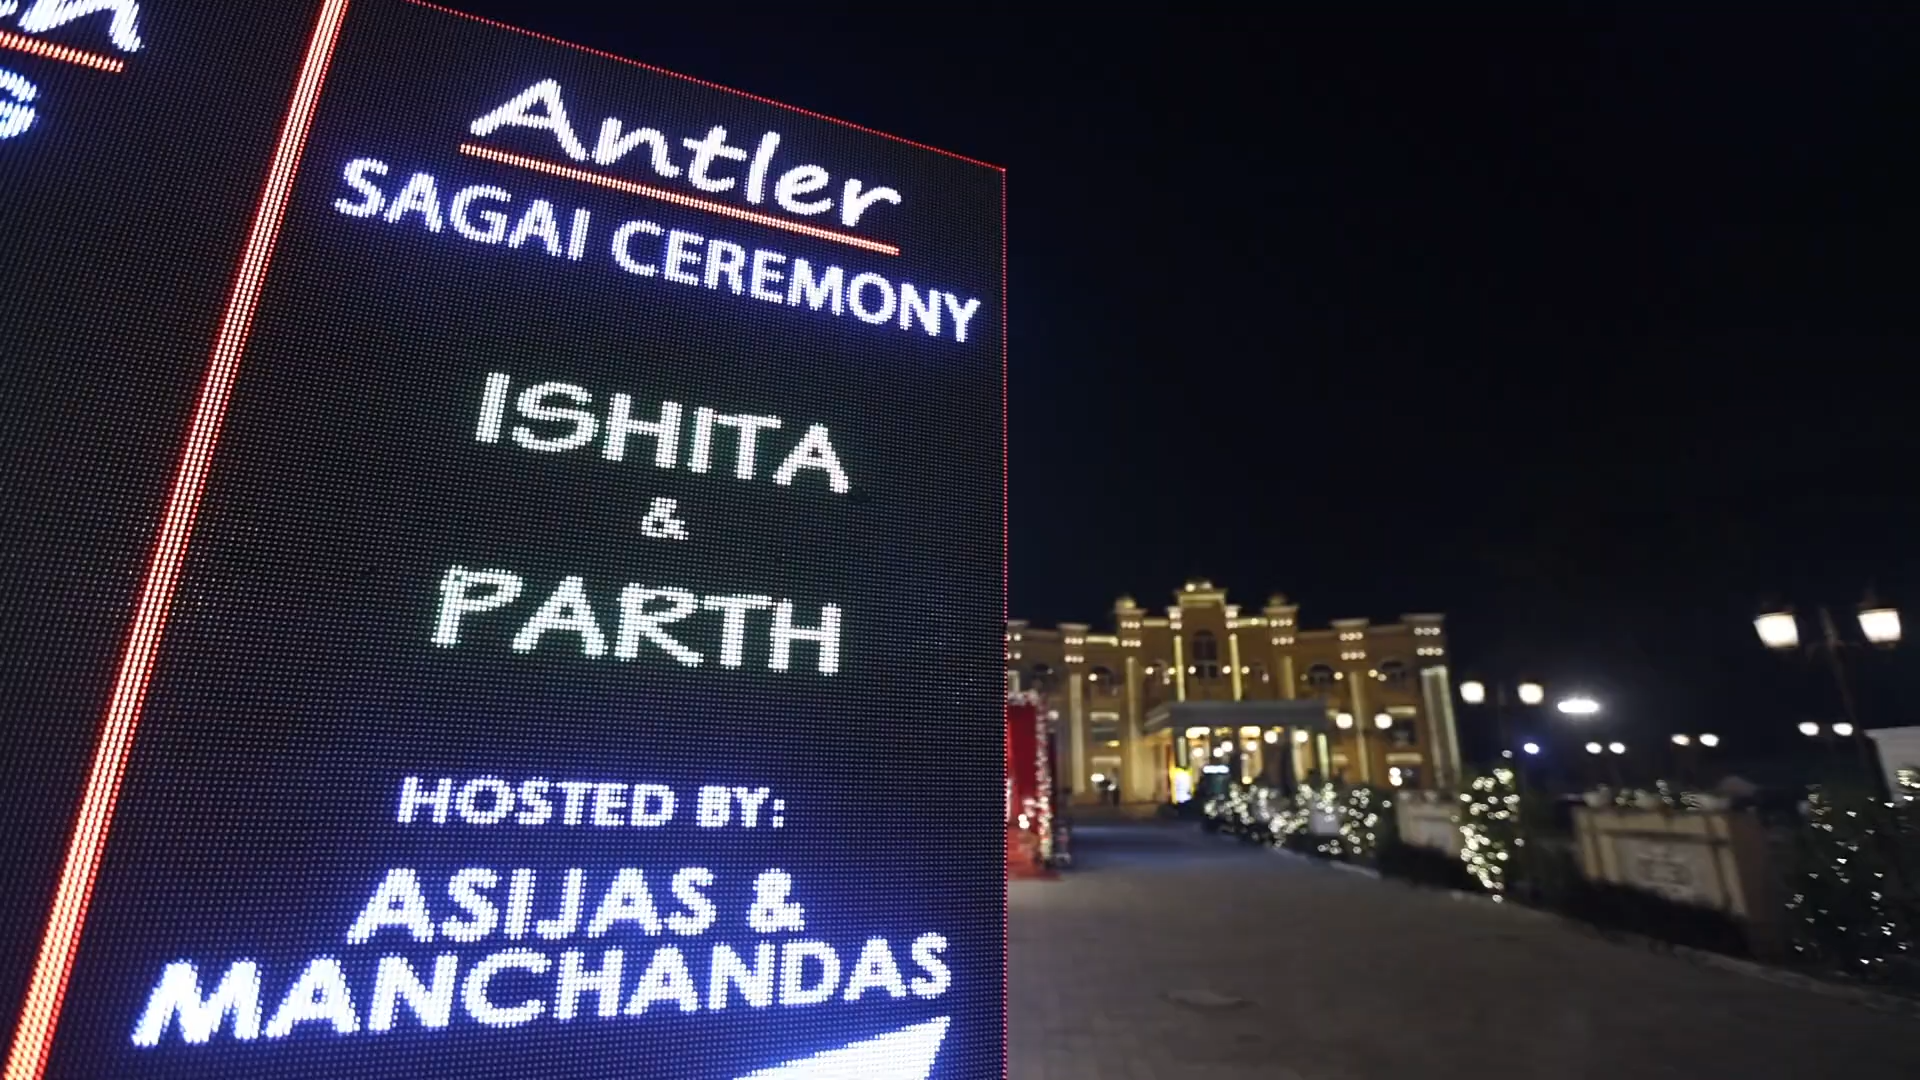 Antler
SAGAI CEREMONY
ISHITA
&
PARTH
HOSTED BY:
ASIJAS &
MANCHANDAS